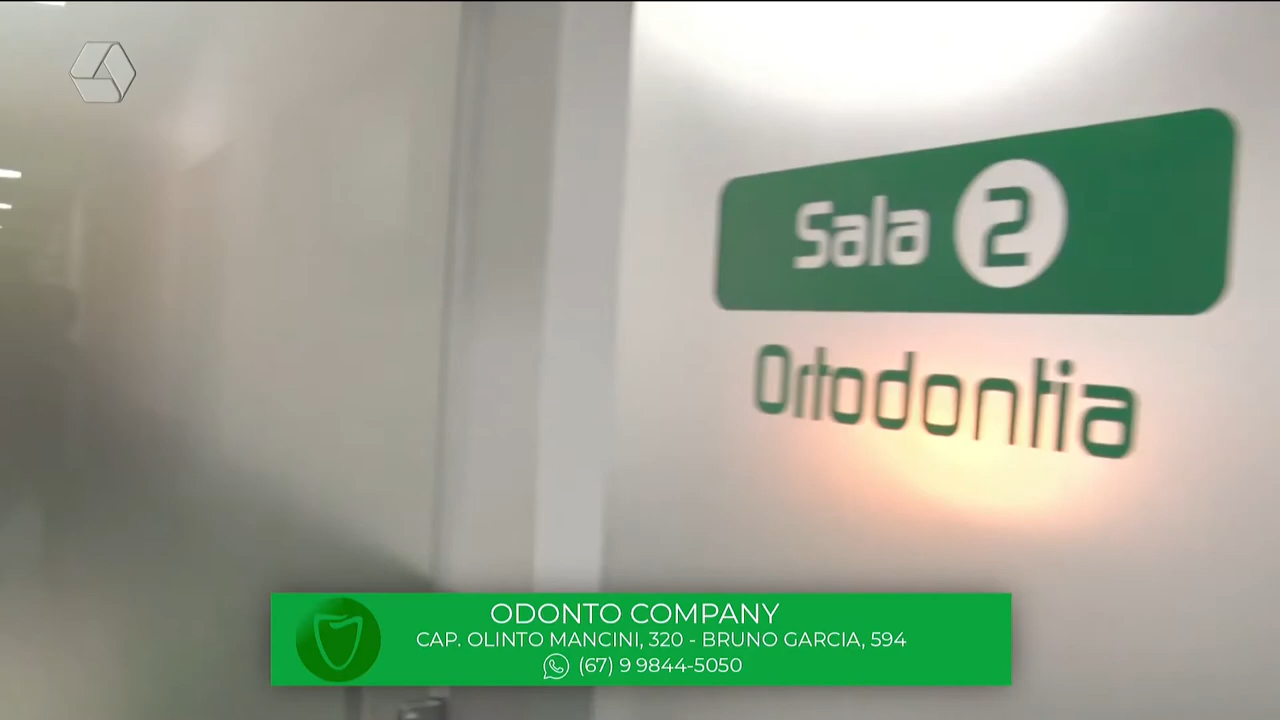 Sala 2
Ortodontia
ODONTO COMPANY
CAP. OLINTO MANCINI, 320 - BRUNO GARCIA, 594
(67) 9 9844-5050